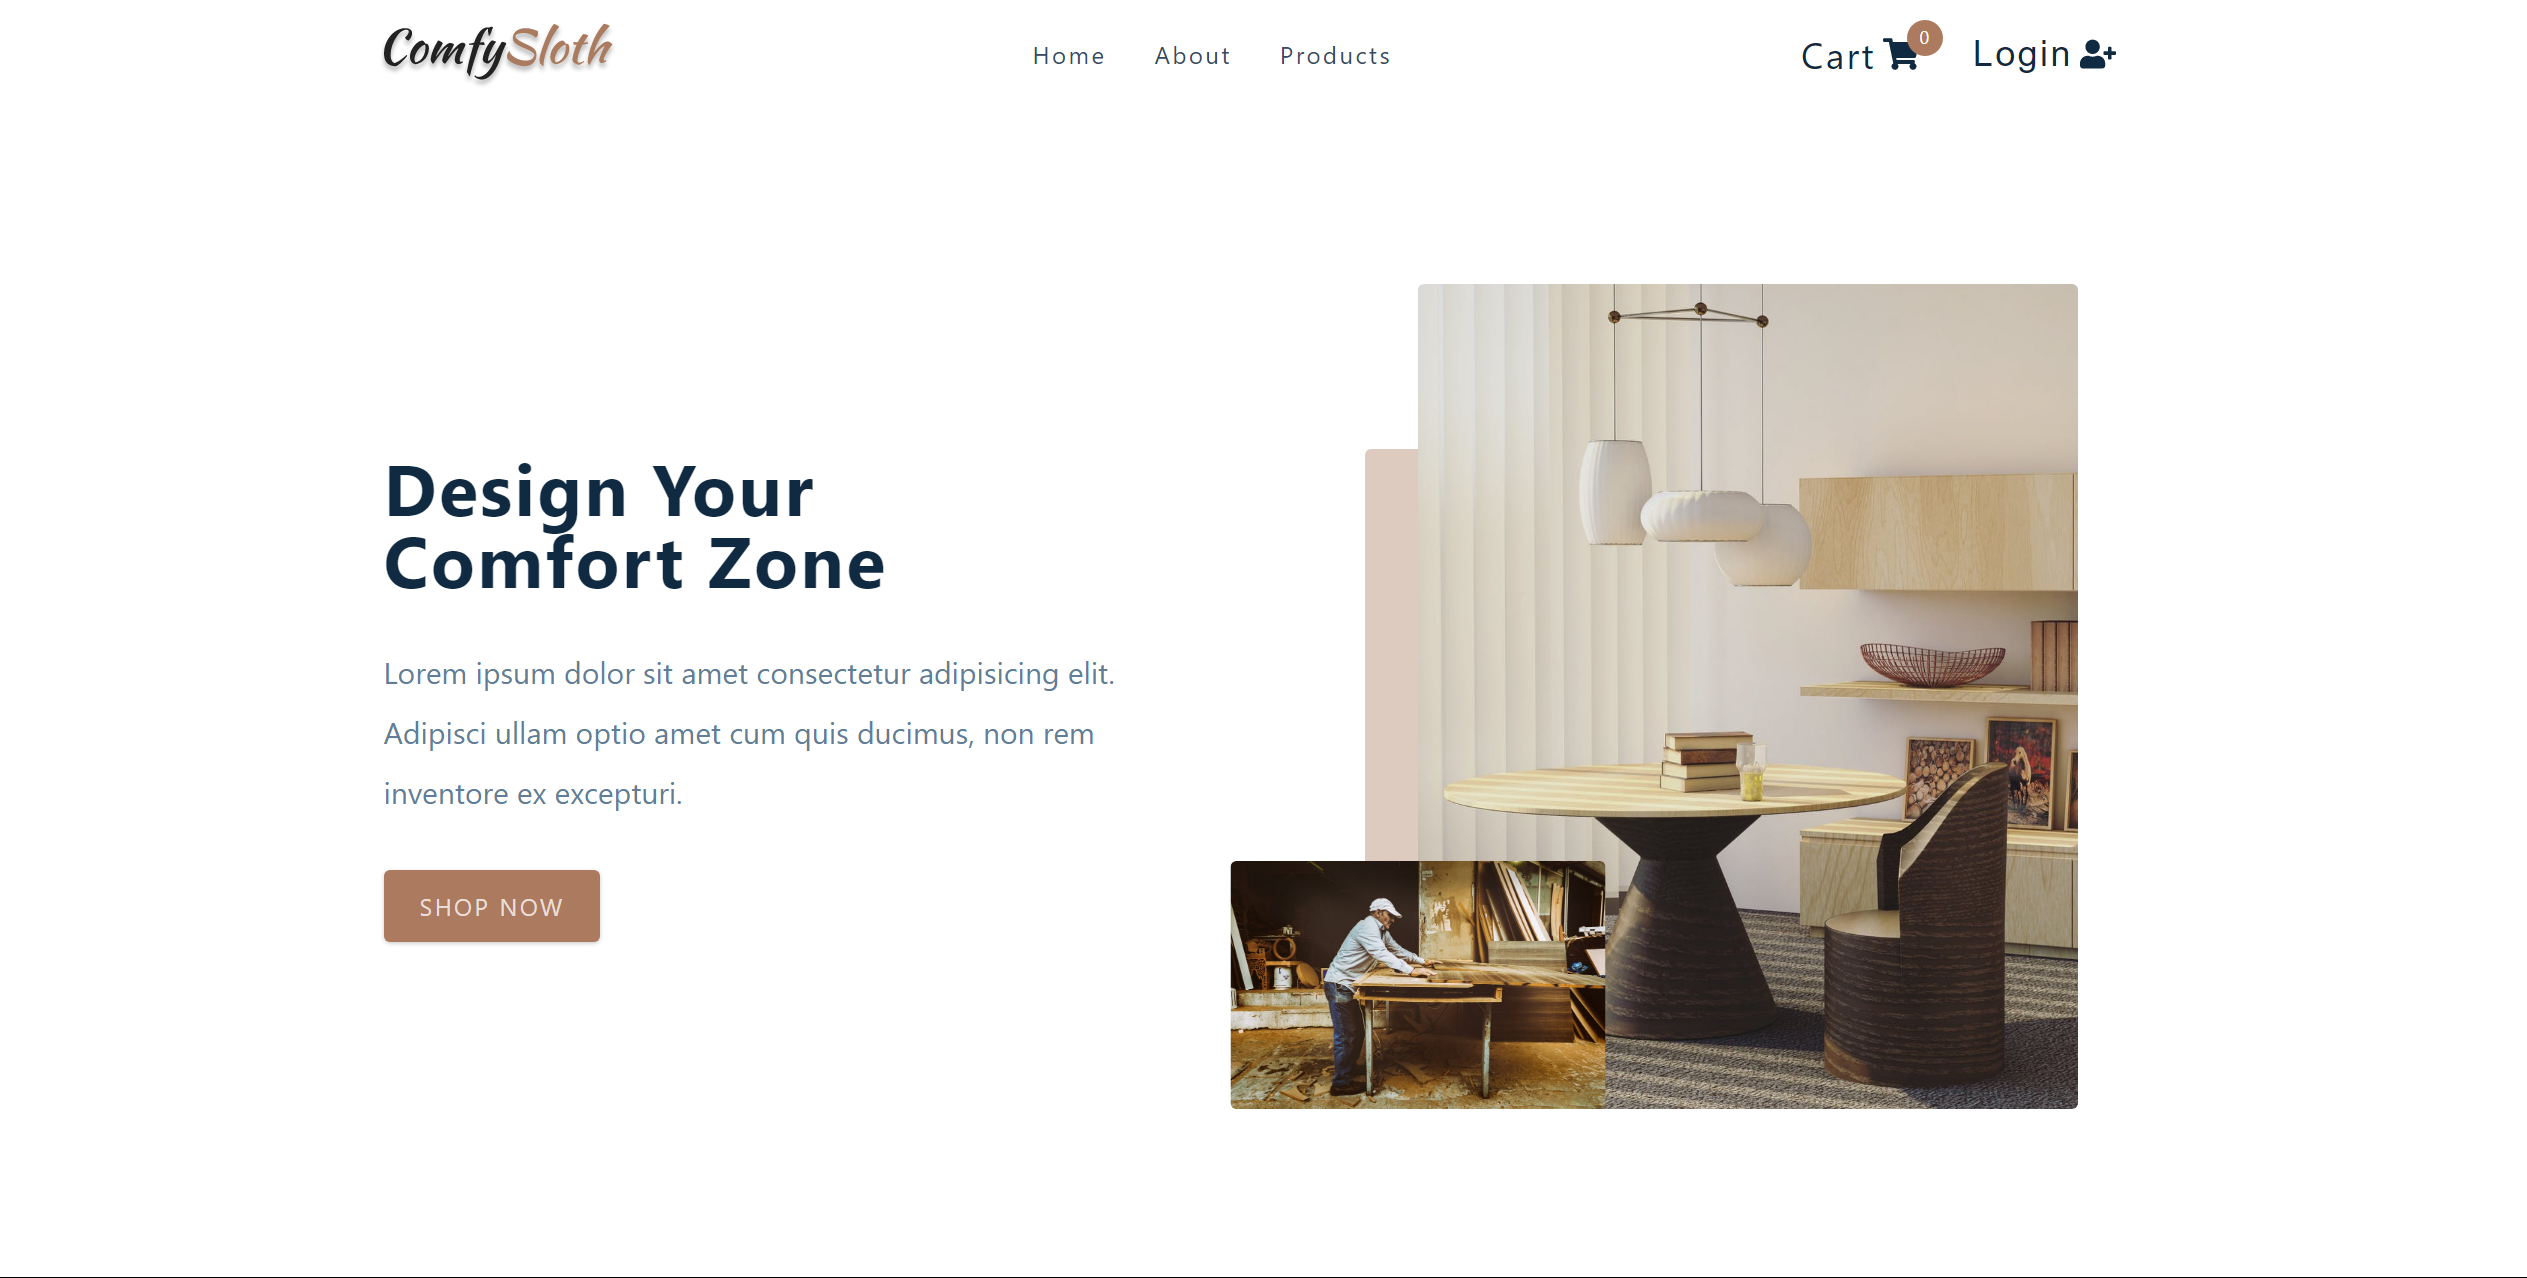 ComfySloth
Home
About
Products
Cart
0
Login
Design Your
Comfort Zone
Lorem ipsum dolor sit amet consectetur adipisicing elit.
Adipisci ullam optio amet cum quis ducimus, non rem
inventore ex excepturi.
SHOP NOW